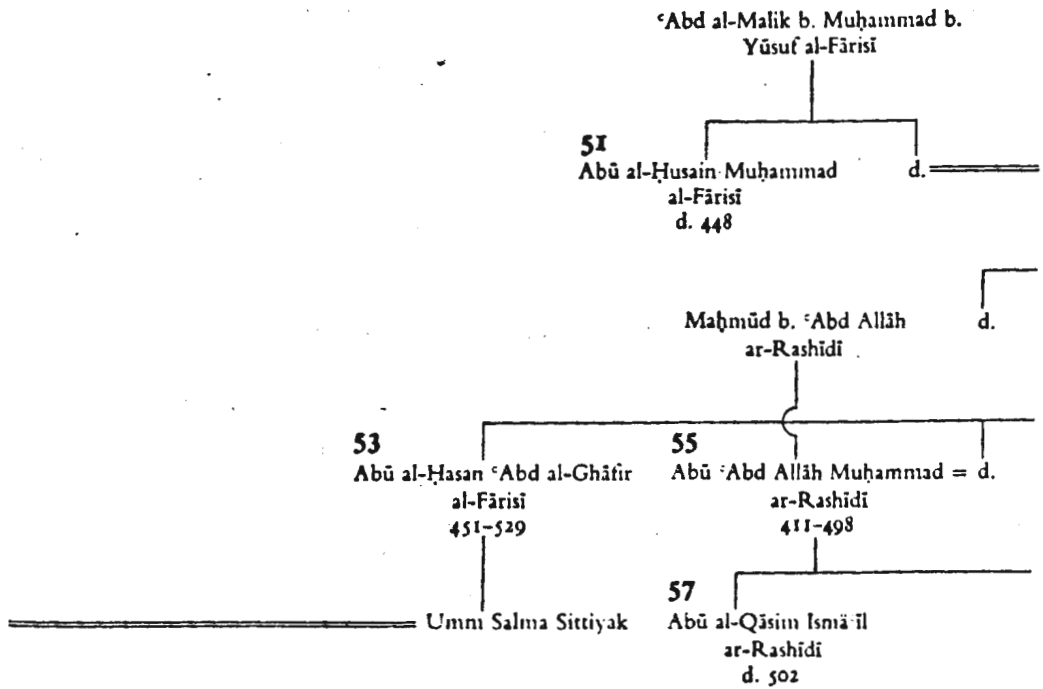 ʿAbd al-Malik b. Muḥammad b.
Yūsuf al-Fārisī
51
Abū al-Ḥusain Muḥammad
al-Fārisī
d. 448
d.
Maḥmūd b. ʿAbd Allāh
ar-Rashīdī
d.
53
Abū al-Ḥasan ʿAbd al-Ghāfir
al-Fārisī
451–529
55
Abū ʿAbd Allāh Muḥammad = d.
ar-Rashīdī
411–498
Umm Salma Sittiyak
57
Abū al-Qāsim Ismāʿīl
ar-Rashīdī
d. 502